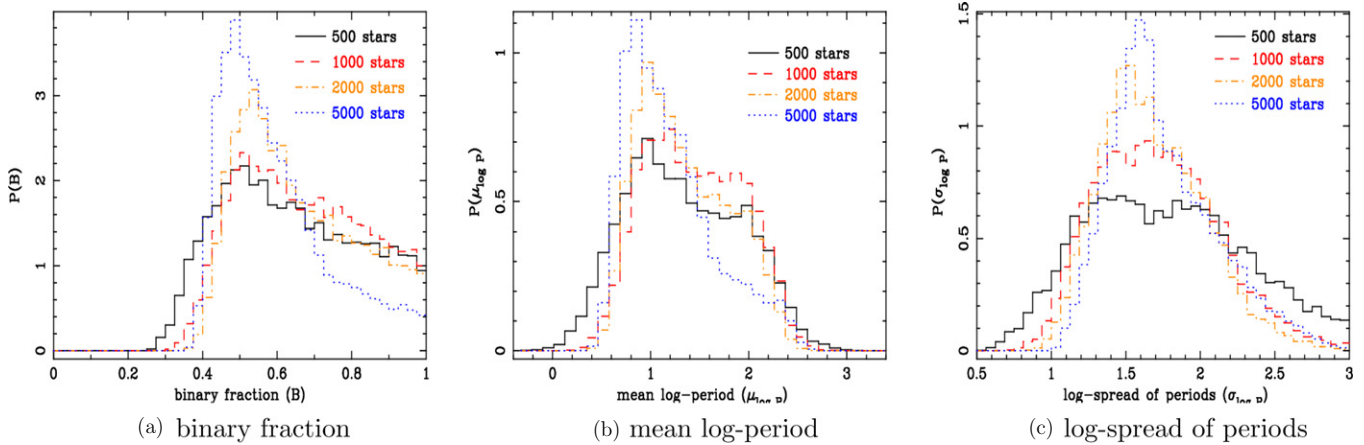 P(B)
3
2
1
0
500 stars
1000 stars
2000 stars
5000 stars
0
0.2
0.4
0.6
0.8
1
binary fraction (B)
(a) binary fraction
P(μlog P)
1
0.5
0
500 stars
1000 stars
2000 stars
5000 stars
0
1
2
3
mean log-period (μlog P)
(b) mean log-period
P(σlog P)
1.5
1
0.5
0
500 stars
1000 stars
2000 stars
5000 stars
0.5
1
1.5
2
2.5
3
log-spread of periods (σlog P)
(c) log-spread of periods